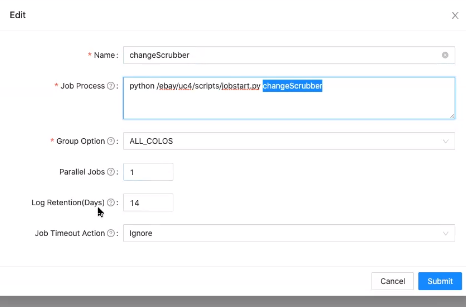 Edit
* Name : changeScrubber
* Job Process : python /ebay/uc4/scripts/jobstart.py changeScrubber
* Group Option : ALL_COLOS
Parallel Jobs : 1
Log Retention(Days) : 14
Job Timeout Action : Ignore
Cancel Submit